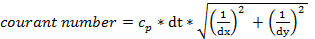 courant number = c_p * dt * √((1/dx)^2 + (1/dy)^2)